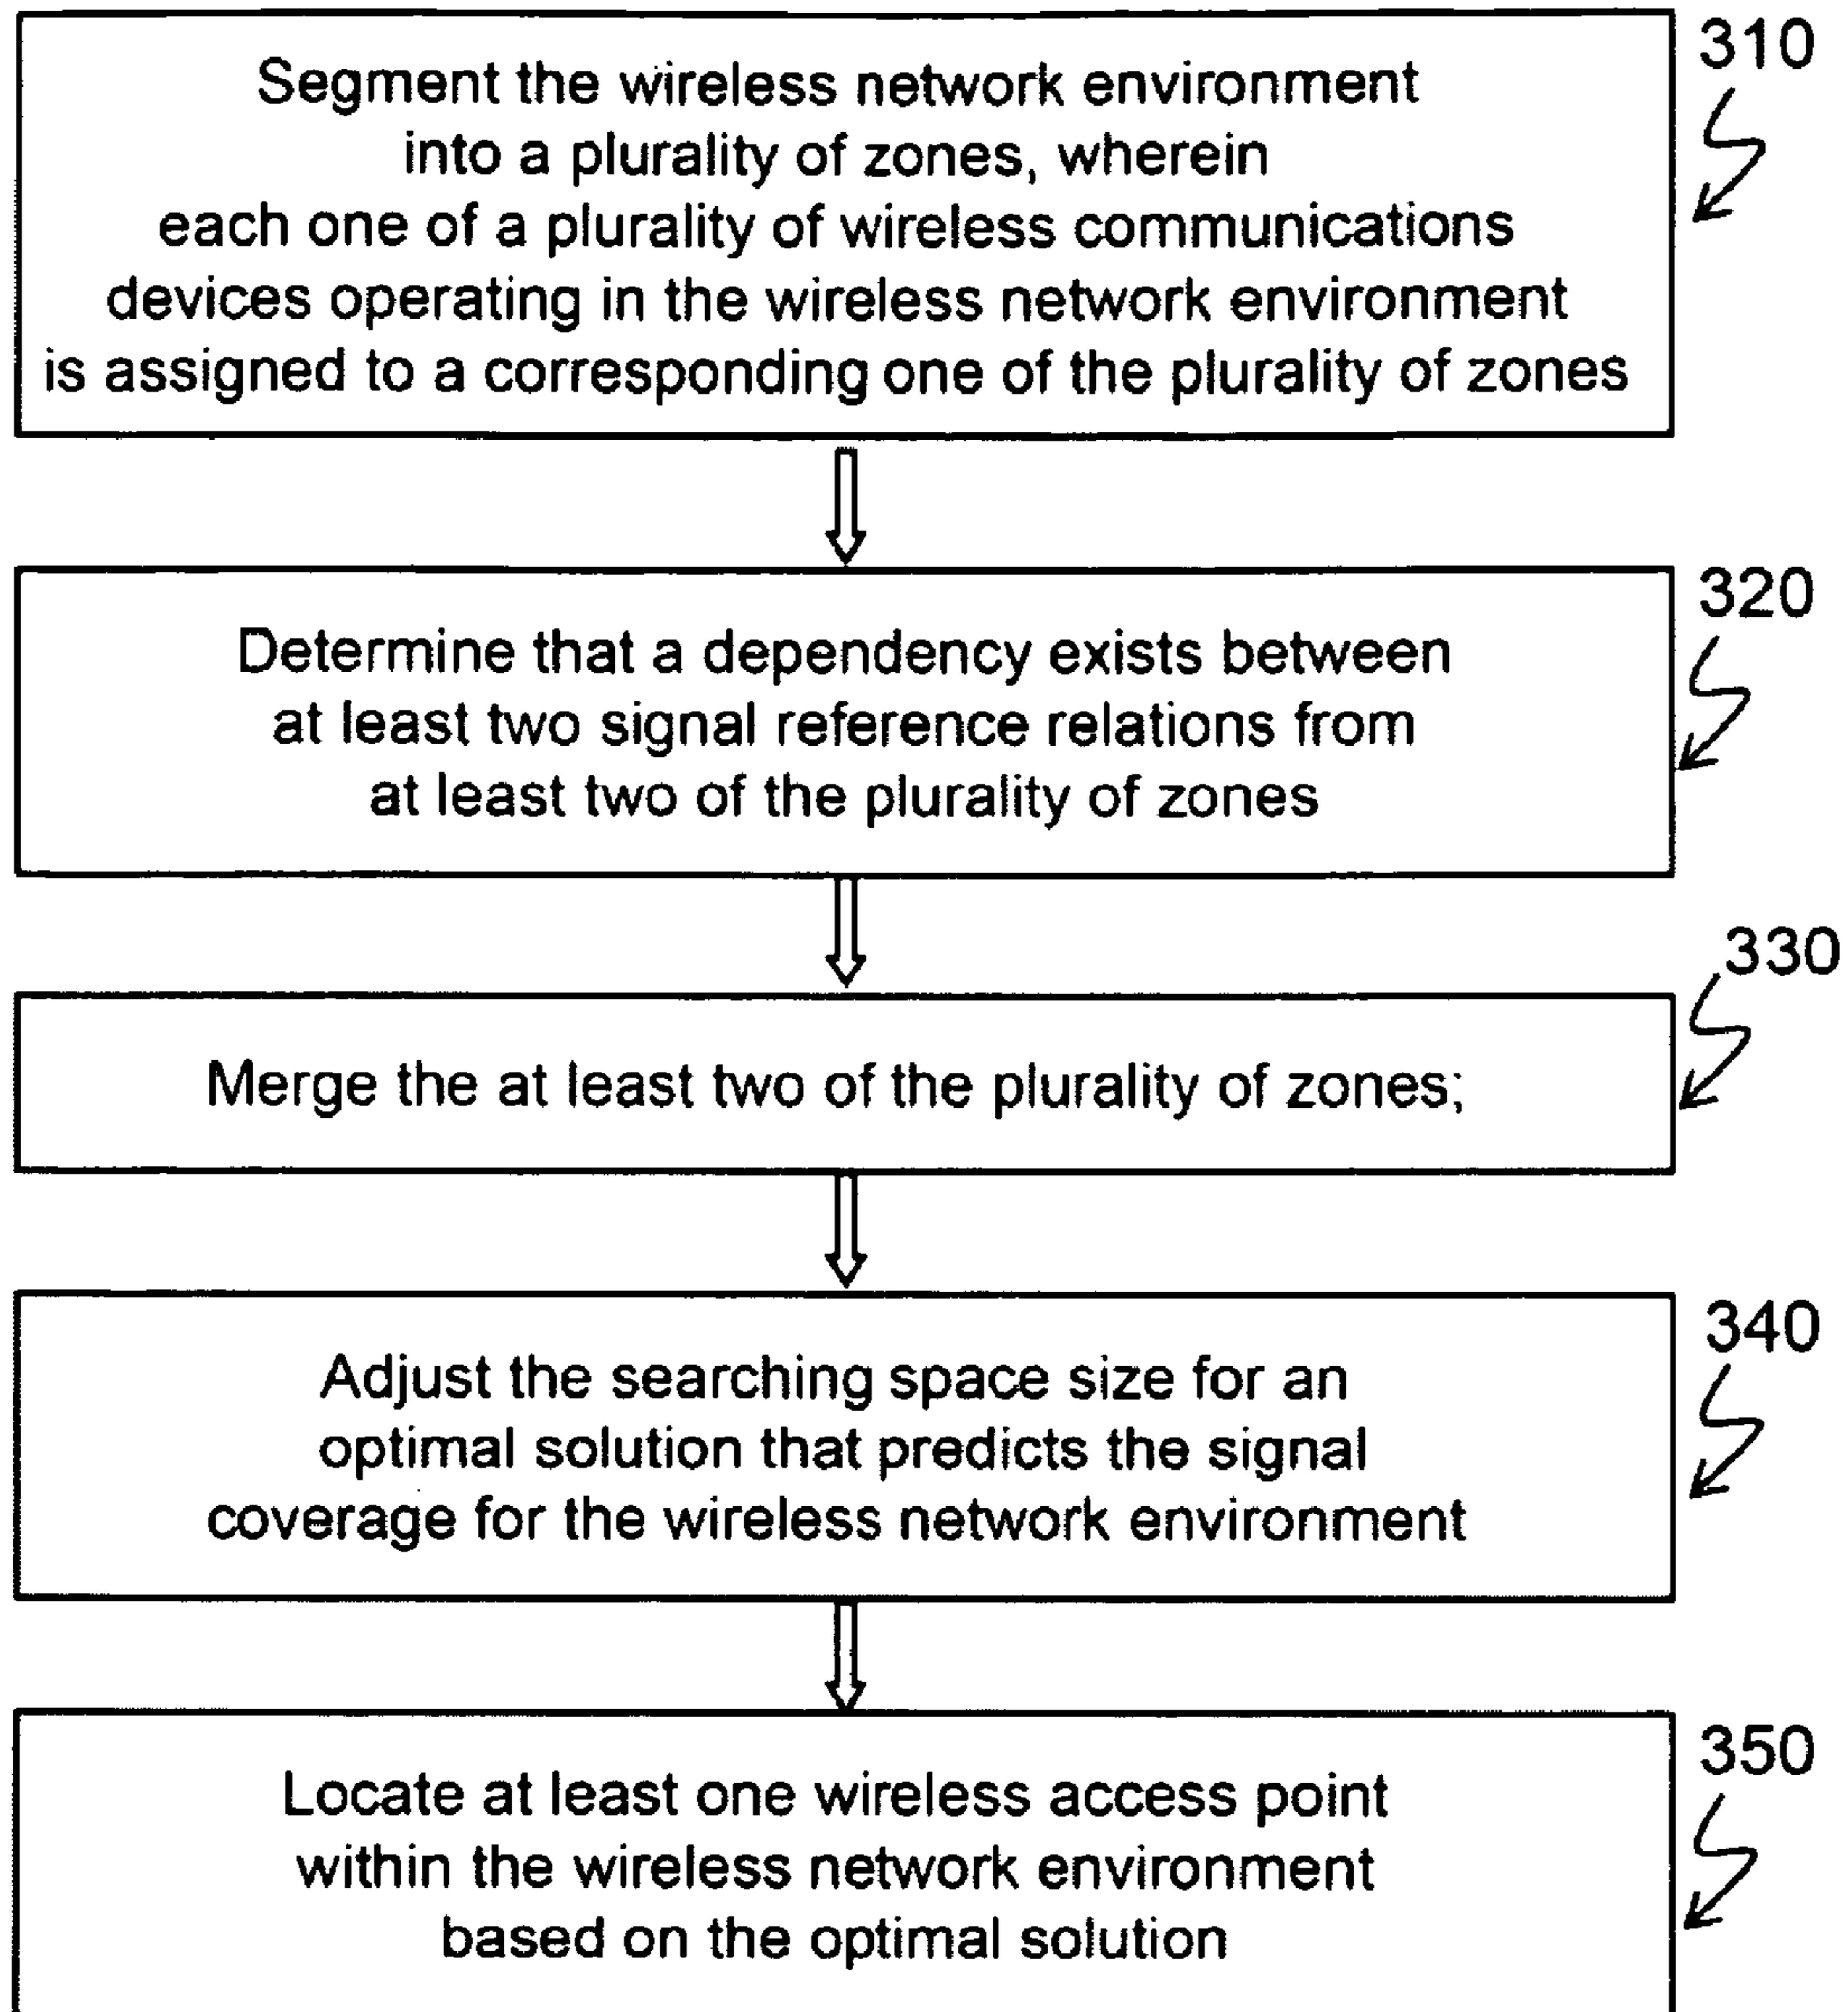 310
Segment the wireless network environment
into a plurality of zones, wherein
each one of a plurality of wireless communications
devices operating in the wireless network environment
is assigned to a corresponding one of the plurality of zones
320
Determine that a dependency exists between
at least two signal reference relations from
at least two of the plurality of zones
330
Merge the at least two of the plurality of zones;
340
Adjust the searching space size for an
optimal solution that predicts the signal
coverage for the wireless network environment
350
Locate at least one wireless access point
within the wireless network environment
based on the optimal solution